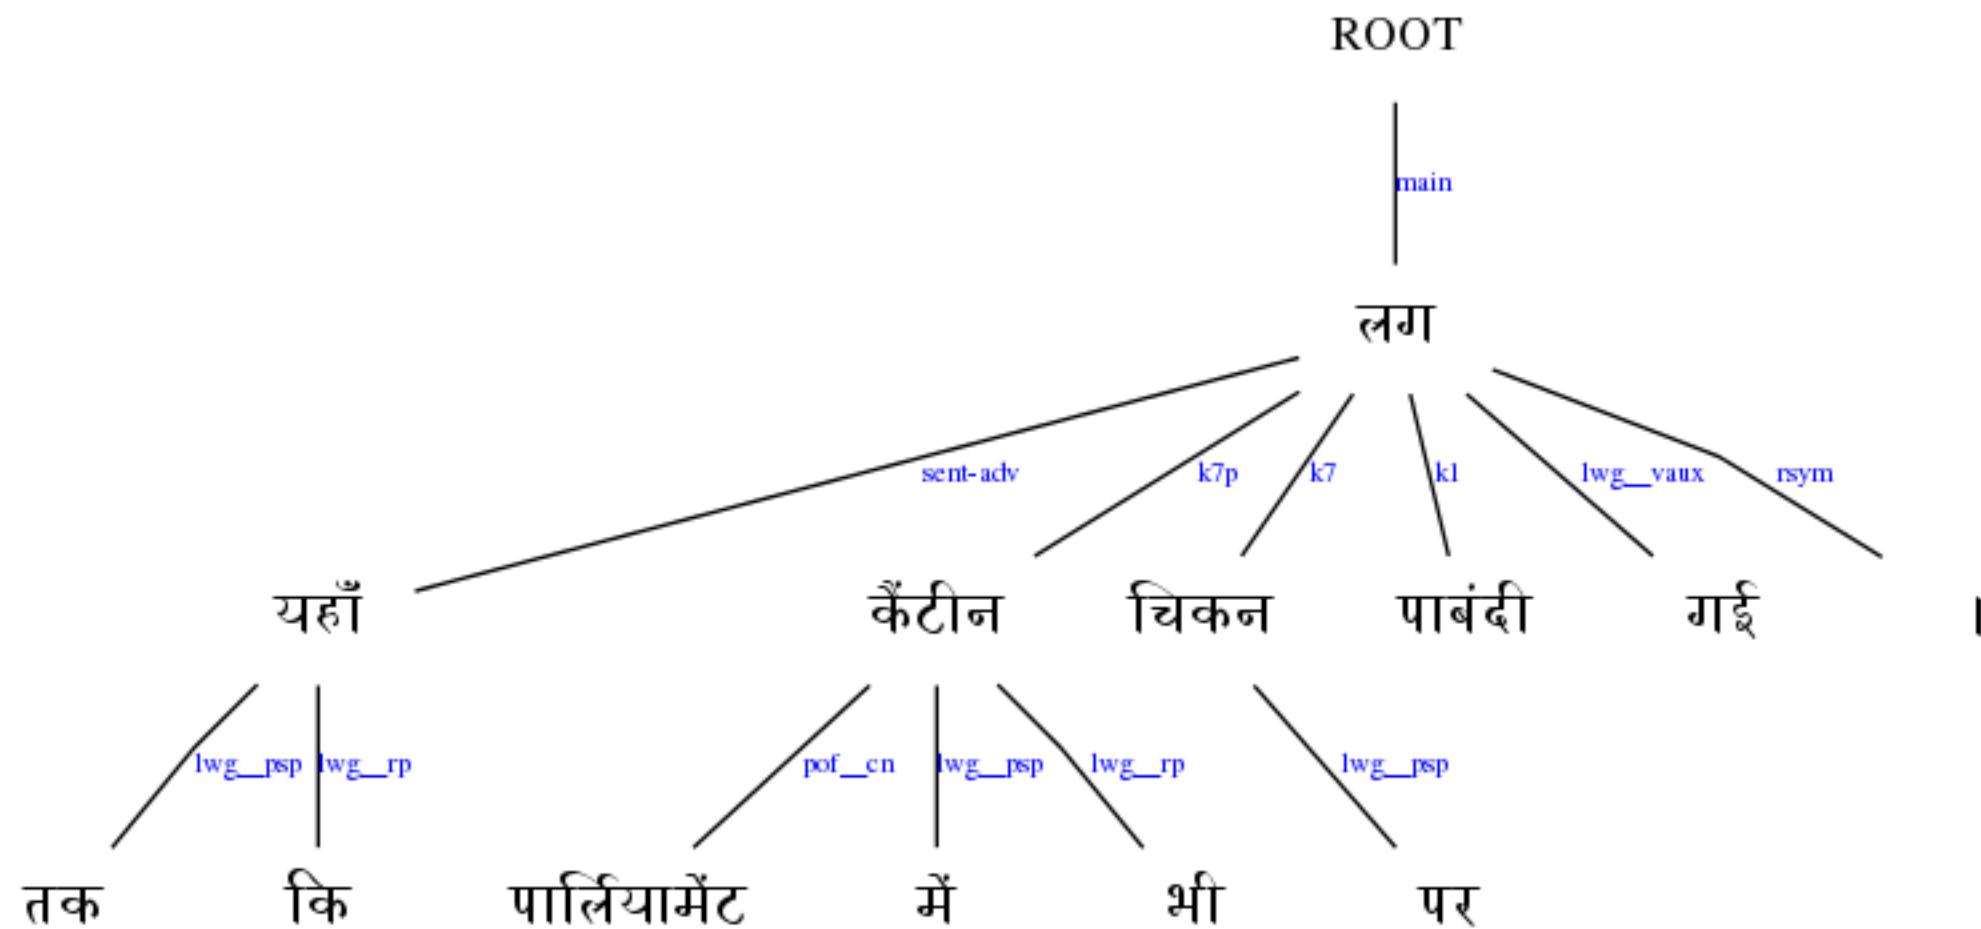 ROOT
main
लग
sent-adv k7p k7 k1 lwg__vaux rsym
यहाँ कैंटीन चिकन पाबंदी गई ।
lwg__psp lwg__rp pof__cn lwg__psp lwg__rp lwg__psp
तक कि पार्लियामेंट में भी पर